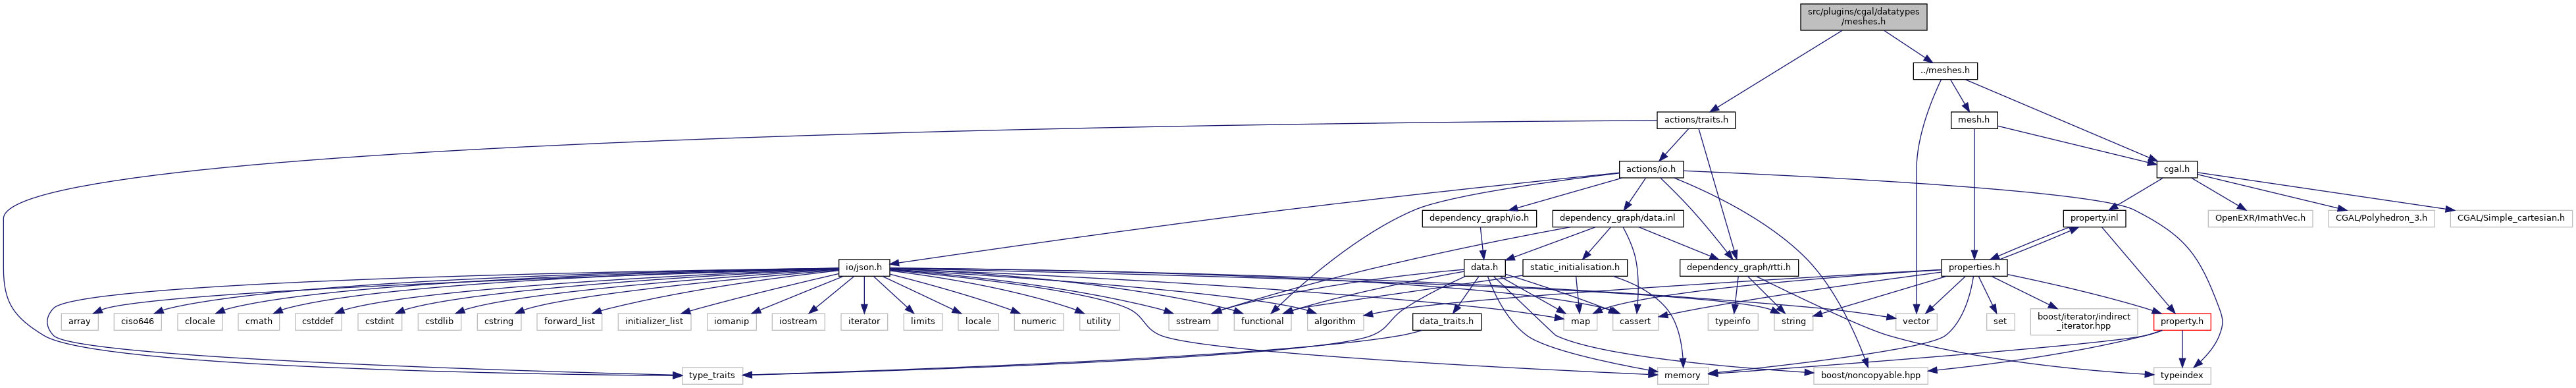 src/plugins/cgal/datatypes
/meshes.h
../meshes.h
actions/traits.h
mesh.h
actions/io.h
cgal.h
dependency_graph/io.h
dependency_graph/data.inl
property.inl
OpenEXR/ImathVec.h
CGAL/Polyhedron_3.h
CGAL/Simple_cartesian.h
io/json.h
data.h
static_initialisation.h
dependency_graph/rtti.h
properties.h
array
ciso646
clocale
cmath
cstddef
cstdint
cstdlib
cstring
forward_list
initializer_list
iomanip
iostream
iterator
limits
locale
numeric
utility
sstream
functional
algorithm
data_traits.h
map
cassert
typeinfo
string
vector
set
boost/iterator/indirect
_iterator.hpp
property.h
type_traits
memory
boost/noncopyable.hpp
typeindex